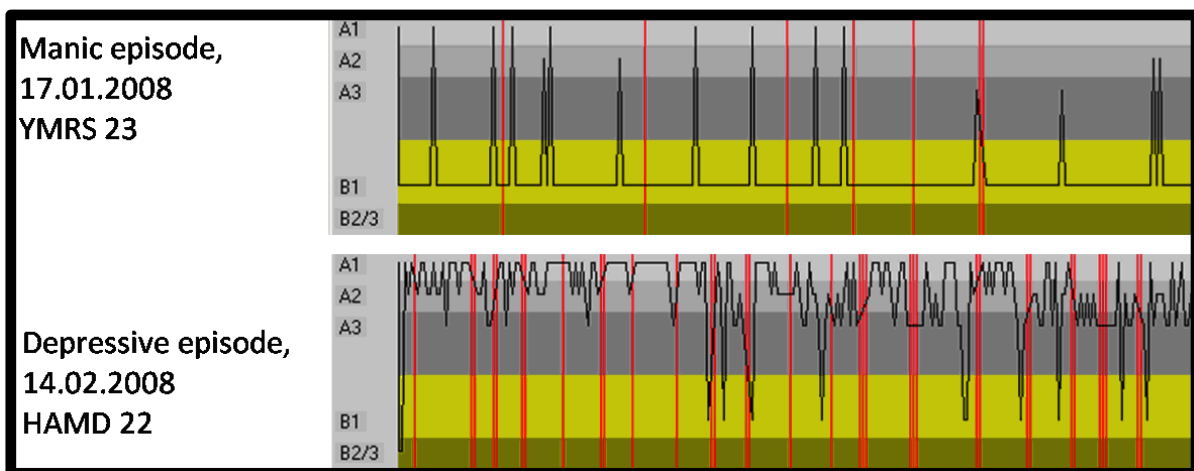 Manic episode,
17.01.2008
YMRS 23
A1
A2
A3
B1
B2/3
Depressive episode,
14.02.2008
HAMD 22
A1
A2
A3
B1
B2/3